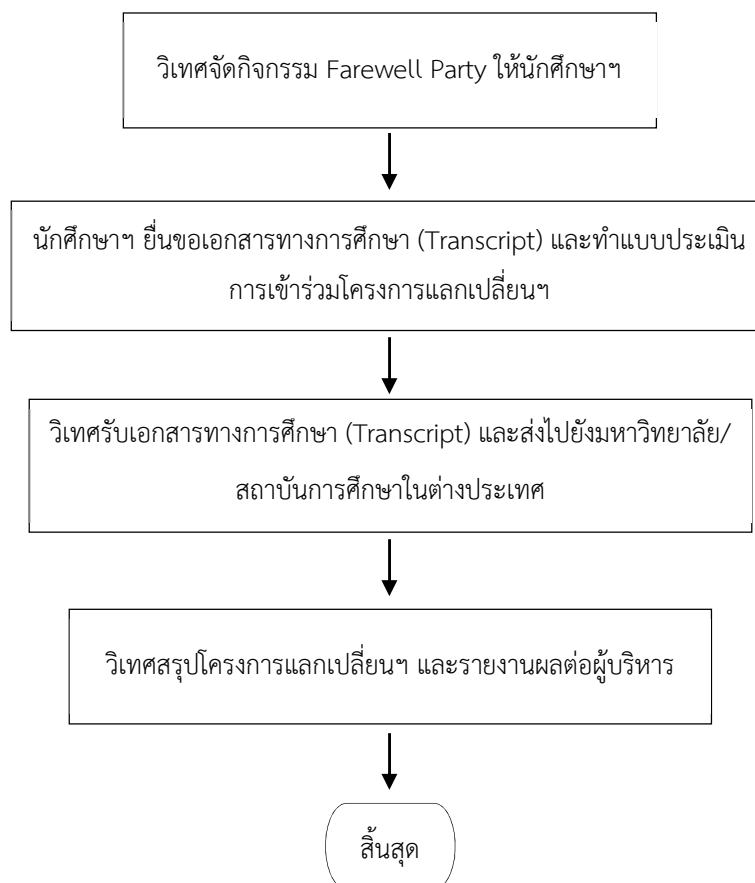 วิเทศจัดกิจกรรม Farewell Party ให้นักศึกษาฯ
นักศึกษาฯ ยื่นขอเอกสารทางการศึกษา (Transcript) และทำแบบประเมิน
การเข้าร่วมโครงการแลกเปลี่ยนฯ
วิเทศรับเอกสารทางการศึกษา (Transcript) และส่งไปยังมหาวิทยาลัย/
สถาบันการศึกษาในต่างประเทศ
วิเทศสรุปโครงการแลกเปลี่ยนฯ และรายงานผลต่อผู้บริหาร
สิ้นสุด